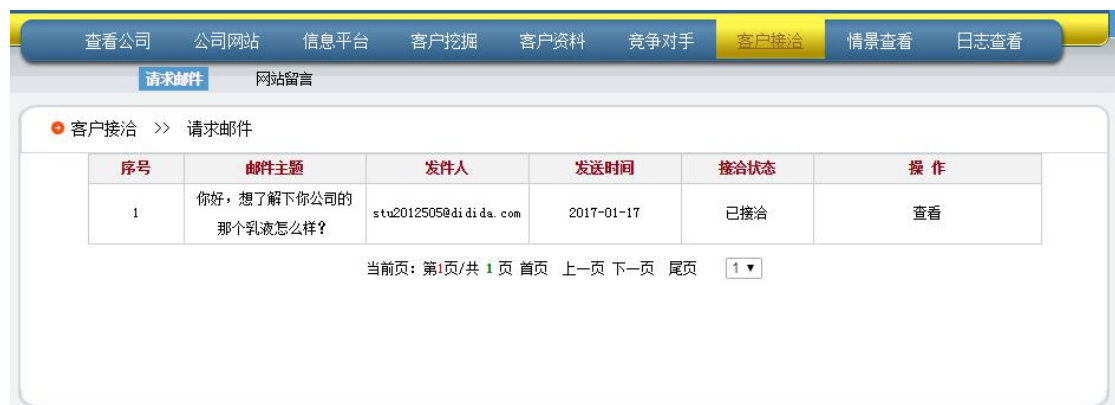 查看公司 公司网站 信息平台 客户挖掘 客户资料 竞争对手 客户接洽 情景查看 日志查看
请求邮件 网站留言
客户接洽 >> 请求邮件
序号 邮件主题 发件人 发送时间 接洽状态 操 作
1 你好，想了解下你公司的那个乳液怎么样? stu2012505@didida.com 2017-01-17 已接洽 查看
当前页：第1页/共 1 页 首页 上一页 下一页 尾页 1